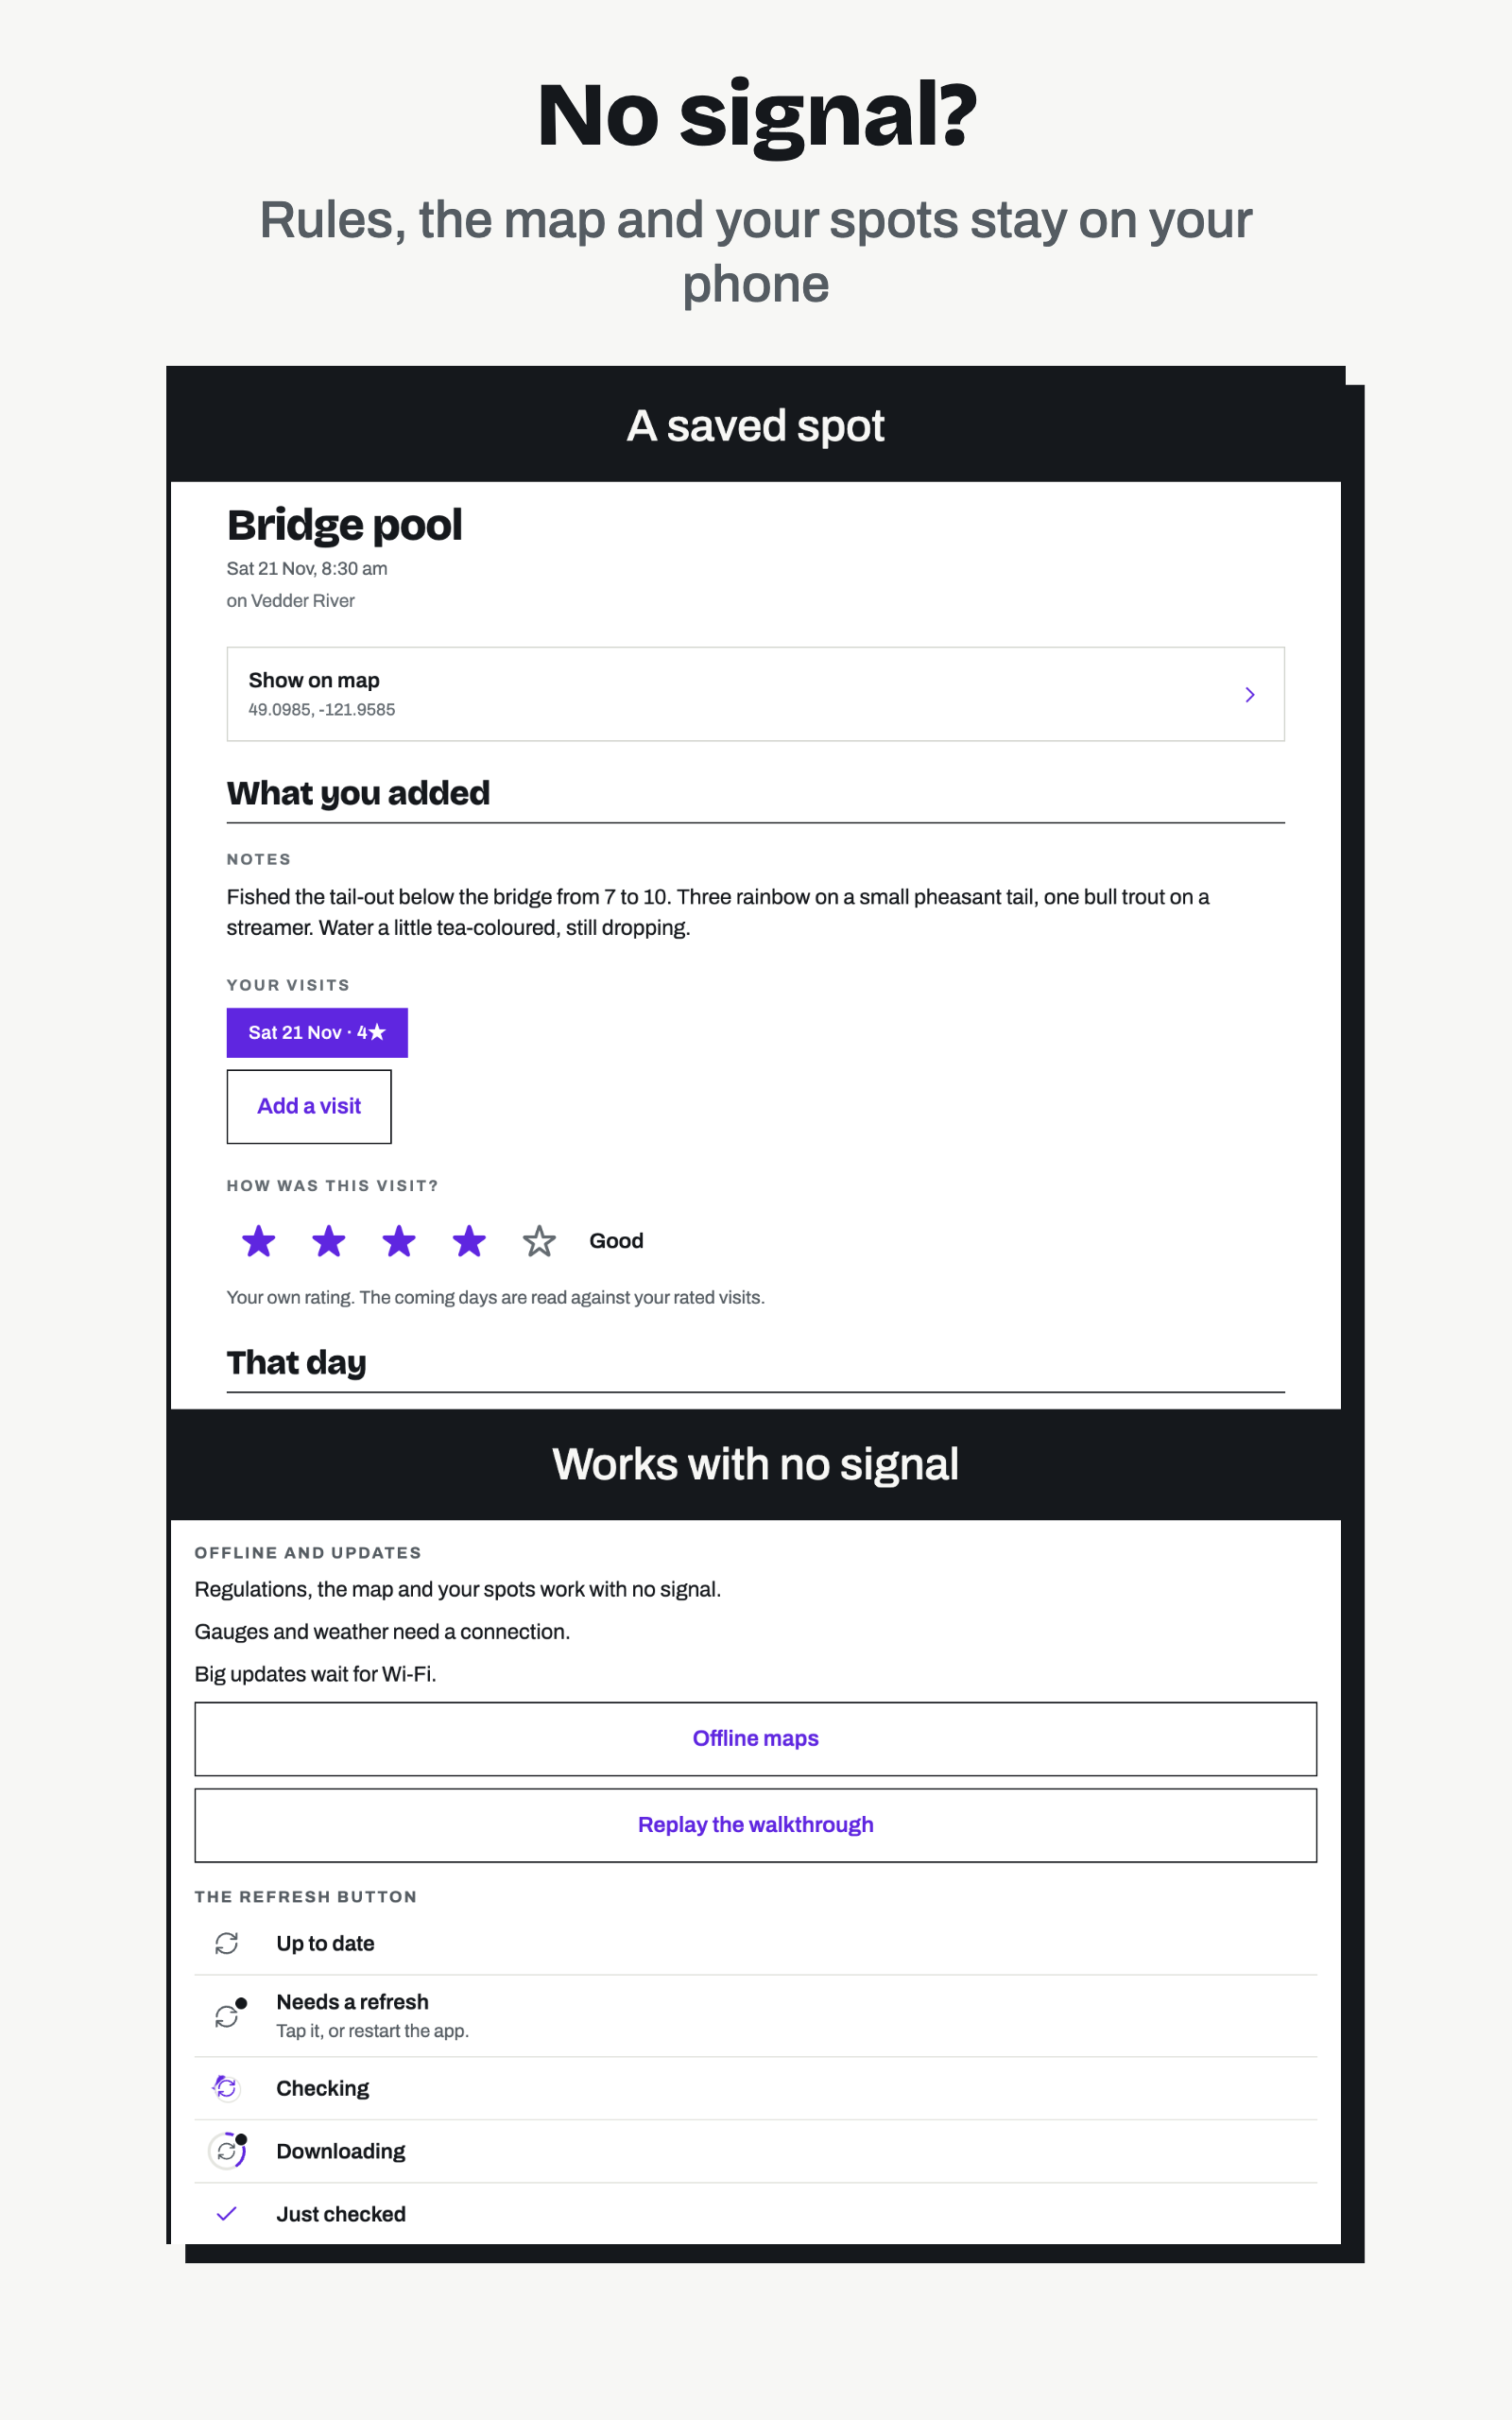 No signal?
Rules, the map and your spots stay on your
phone
A saved spot
Bridge pool
Sat 21 Nov, 8:30 am
on Vedder River
Show on map
49.0985, -121.9585
What you added
NOTES
Fished the tail-out below the bridge from 7 to 10. Three rainbow on a small pheasant tail, one bull trout on a
streamer. Water a little tea-coloured, still dropping.
YOUR VISITS
Sat 21 Nov · 4★
Add a visit
HOW WAS THIS VISIT?
Good
Your own rating. The coming days are read against your rated visits.
That day
Works with no signal
OFFLINE AND UPDATES
Regulations, the map and your spots work with no signal.
Gauges and weather need a connection.
Big updates wait for Wi-Fi.
Offline maps
Replay the walkthrough
THE REFRESH BUTTON
Up to date
Needs a refresh
Tap it, or restart the app.
Checking
Downloading
Just checked